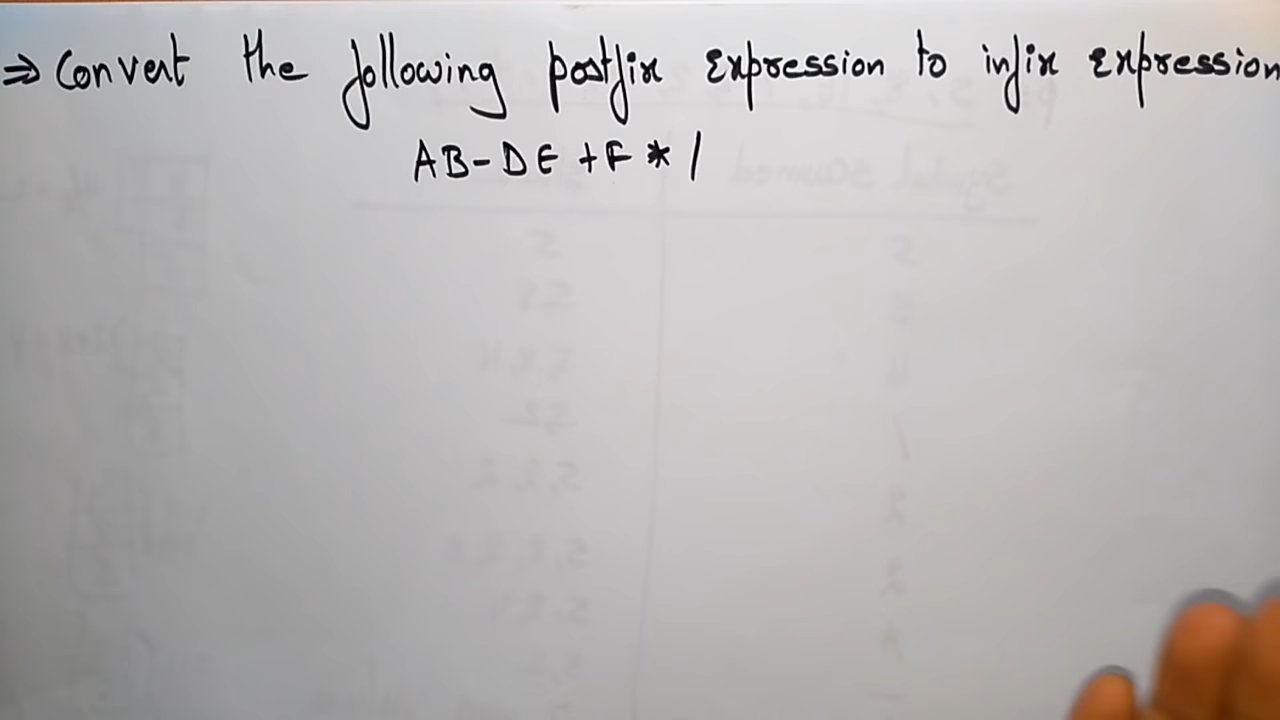 ⇒ Convert the following postfix expression to infix expression
AB-DE+F*/